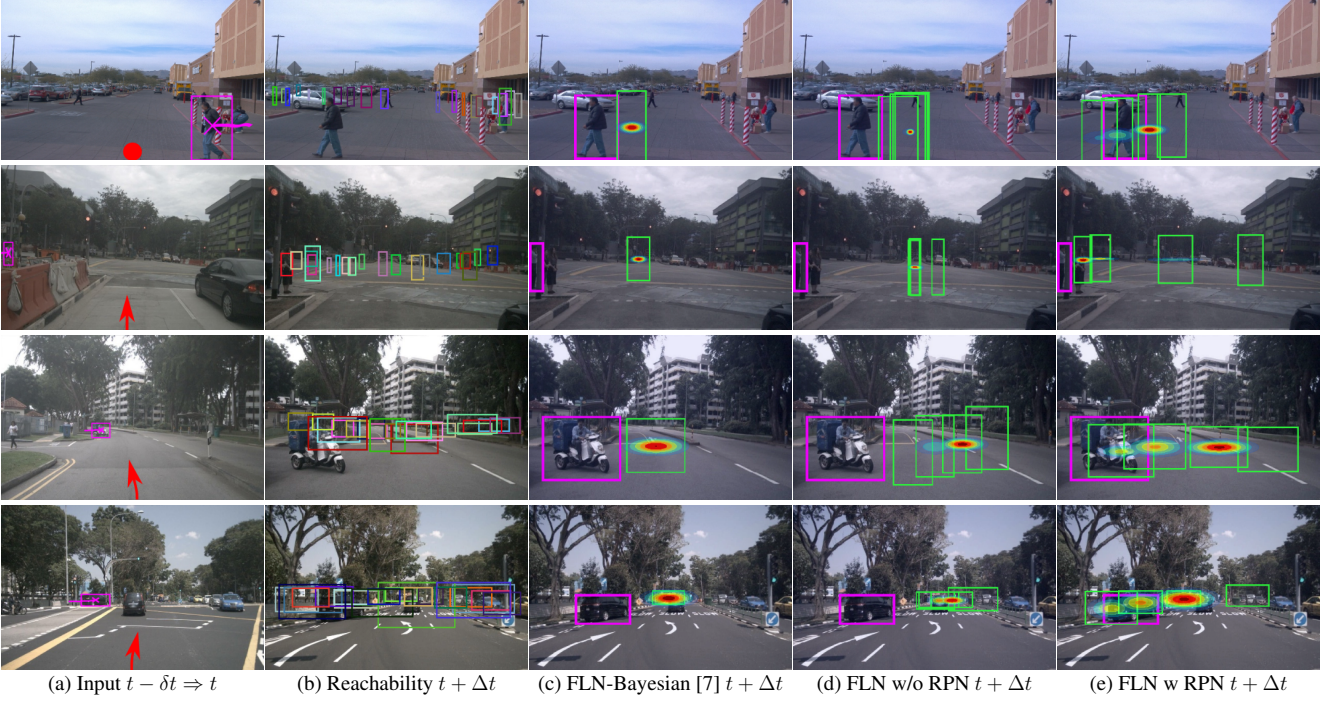 (a) Input t − δt ⇒ t (b) Reachability t + Δt (c) FLN-Bayesian [7] t + Δt (d) FLN w/o RPN t + Δt (e) FLN w RPN t + Δt